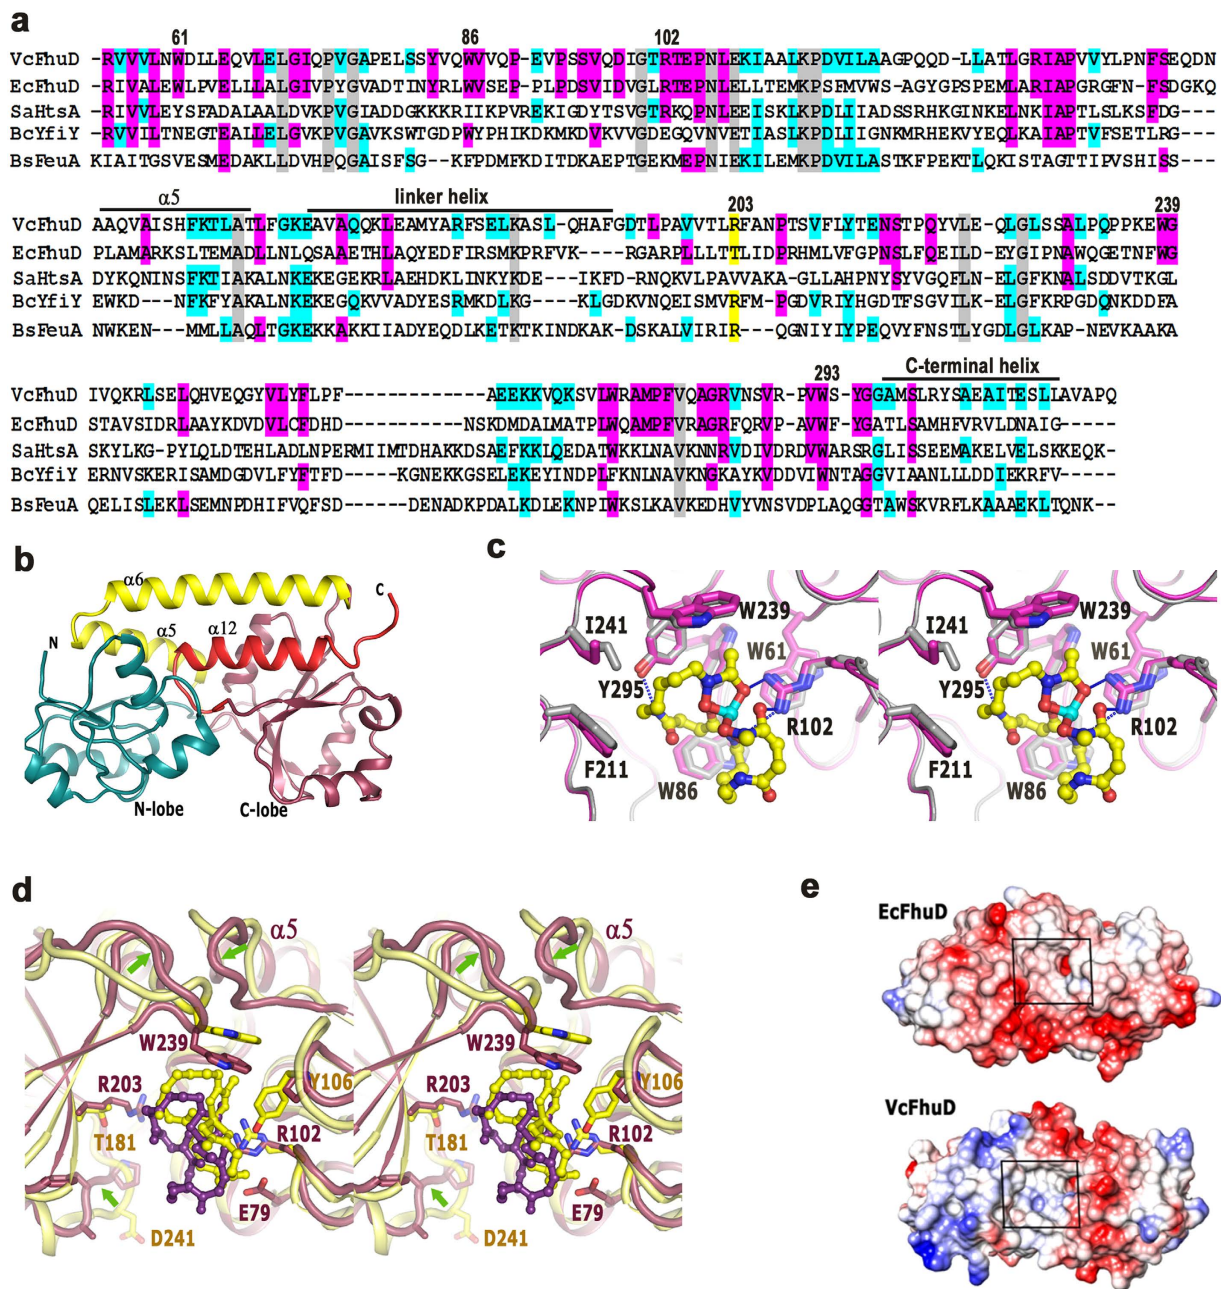 a
61 86 102
VcFhuD -RVVVLNWDLLEQVLELGIQPVGAPELSSYVQWVVQP-EVPSSVQDIGTRTEPNLEKIAALKPDVILAAGPQQD-LLATLGRIAPVVYLPNFSEQDN
EcFhuD -RIVALEWLPVELLLALGIVPYGVADTINYRLWVSEP-PLPDSVIDVGLRTEPNLELLTEMKPSFMVWS-AGYGPSPEMLARIAPGRGFN-FSDGKQ
SaHtsA -RIVVLEYSFADALAALDVKPVGIADDGKKKRIIKPVREKIGDYTSVGTRKQPNLEEISKLKPDLIIADSSRHKGINKELNKIAPTLSLKSFDG---
BcYfiY -RVVILTNEGTEALLELGVKPVGAVKSWTGDPWYPHIKDKMKDVKVVGDEGQVNVETIASLKPDLIIGNKMRHEKVYEQLKAIAPTVFSETLRG---
BsFeuA KIAITGSVESMEDAKLLDVHPQGAISFSG---KFPDMFKDITDKAEPTGEKMEPNIEKILEMKPDVILASTKFPEKTLQKISTAGTTIPVSHISS---
α5 linker helix 203 239
VcFhuD AAQVAISHFKTLATLFGKEAVAQQKLEAMYARFSELKASL-QHAFGDTLPAVVTLRFANPTSVFLYTENSTPQYVLE-QLGLSSALPQPPKEWG
EcFhuD PLAMARKSLTEMADLLNLQSAAETHLAQYEDFIRSMKPRFVK----RGARPLLLTTLIDPRHMLVFGPNSLFQEILD-EYGIPNAWQGETNFWG
SaHtsA DYKQNINSFKTIAKALNKEKEGEKRLAEHDKLINKYKDE----IKFD-RNQKVLPAVVAKA-GLLAHPNYSYVGQFLN-ELGFKNALSDDVTKGL
BcYfiY EWKD---NFKFYAKALNKEKEGQKVVADYESRMKDLKG----KLGDKVNQEISMVRFM-PGDVRIYHGDTFSGVILK-ELGFKRPGDQNKDDFA
BsFeuA NWKEN---MMLLAQLTGKEKKAKKIIADYEQDLKETKTKINDKAK-DSKALVIRIR---QGNIYIYPEQVYFNSTLYGDLGLKAP-NEVKAAKA
293 C-terminal helix
VcFhuD IVQKRLSELQHVEQGYVLYFLPF-----------AEEKKVQKSVLWRAMPFVQAGRVNSVR-PVWS-YGGAMSLRYSAEAITESLLAVAPQ
EcFhuD STAVSIDRLAAYKDVDVLCFDHD----------NSKDMDALMATPLWQAMPFVRAGRFQRVP-AVWF-YGATLSAMHFVRVLDNAIG----
SaHtsA SKYLKG-PYLQLDTEHLADLNPERMIIMTDHAKKDSAEFKKLQEDATWKKLNAVKNNRVDIVDRDVWARSRGLISSEEMAKELVELSKKEQK-
BcYfiY ERNVSKERISAMDGDVLFYFTFD-----KGNEKKGSELEKEYINDPLFKNLNAVKNGKAYKVDDVIWNTAGGVIAANLLLDDIEKRFV----
BsFeuA QELISLEKLSEMNPDHIFVQFSD------DENADKPDALKDLEKNPIWKSLKAVKEDHVYVNSVDPLAQGGTAWSKVRFLKAAAEKLTQNK--
b
α6
C
α5
α12
N
N-lobe
C-lobe
c
W239
I241
W61
Y295
R102
F211
W86
W239
I241
W61
Y295
R102
F211
W86
d
α5
W239
R203
Y106
T181
R102
E79
D241
α5
W239
R203
Y106
T181
R102
E79
D241
e
EcFhuD
VcFhuD